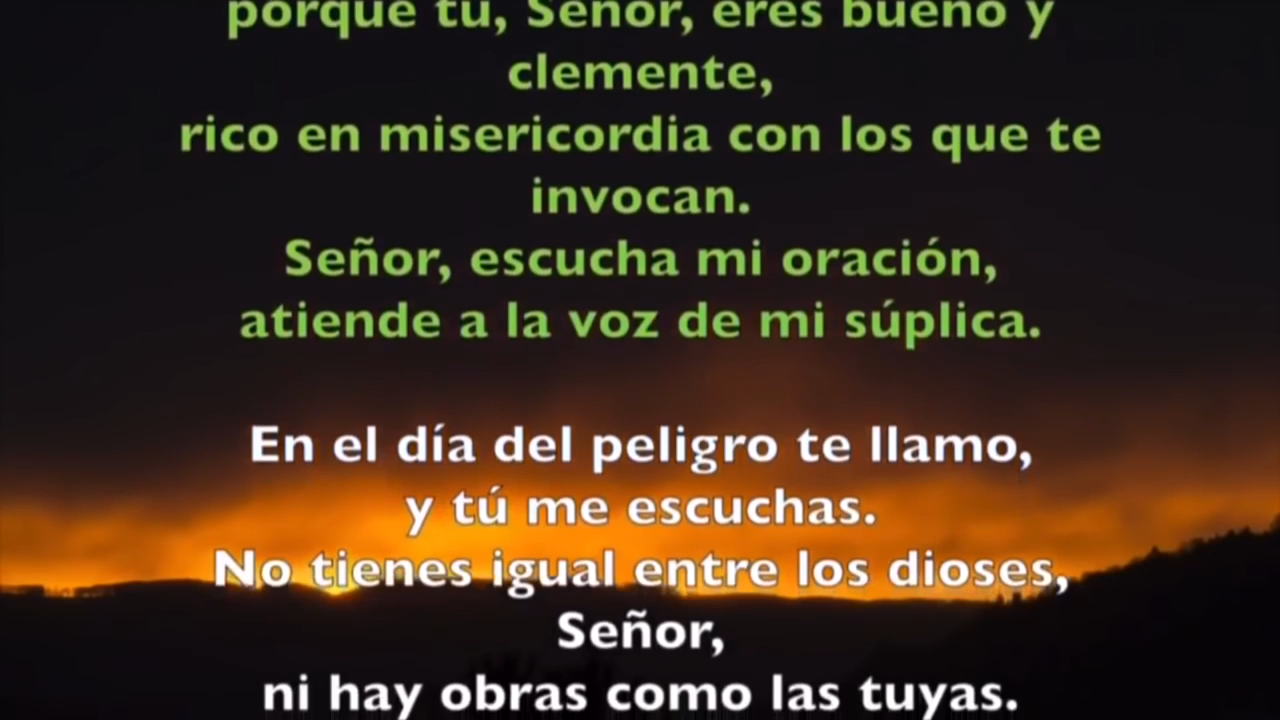 porque tú, Señor, eres bueno y
clemente,
rico en misericordia con los que te
invocan.
Señor, escucha mi oración,
atiende a la voz de mi súplica.
En el día del peligro te llamo,
y tú me escuchas.
No tienes igual entre los dioses,
Señor,
ni hay obras como las tuyas.